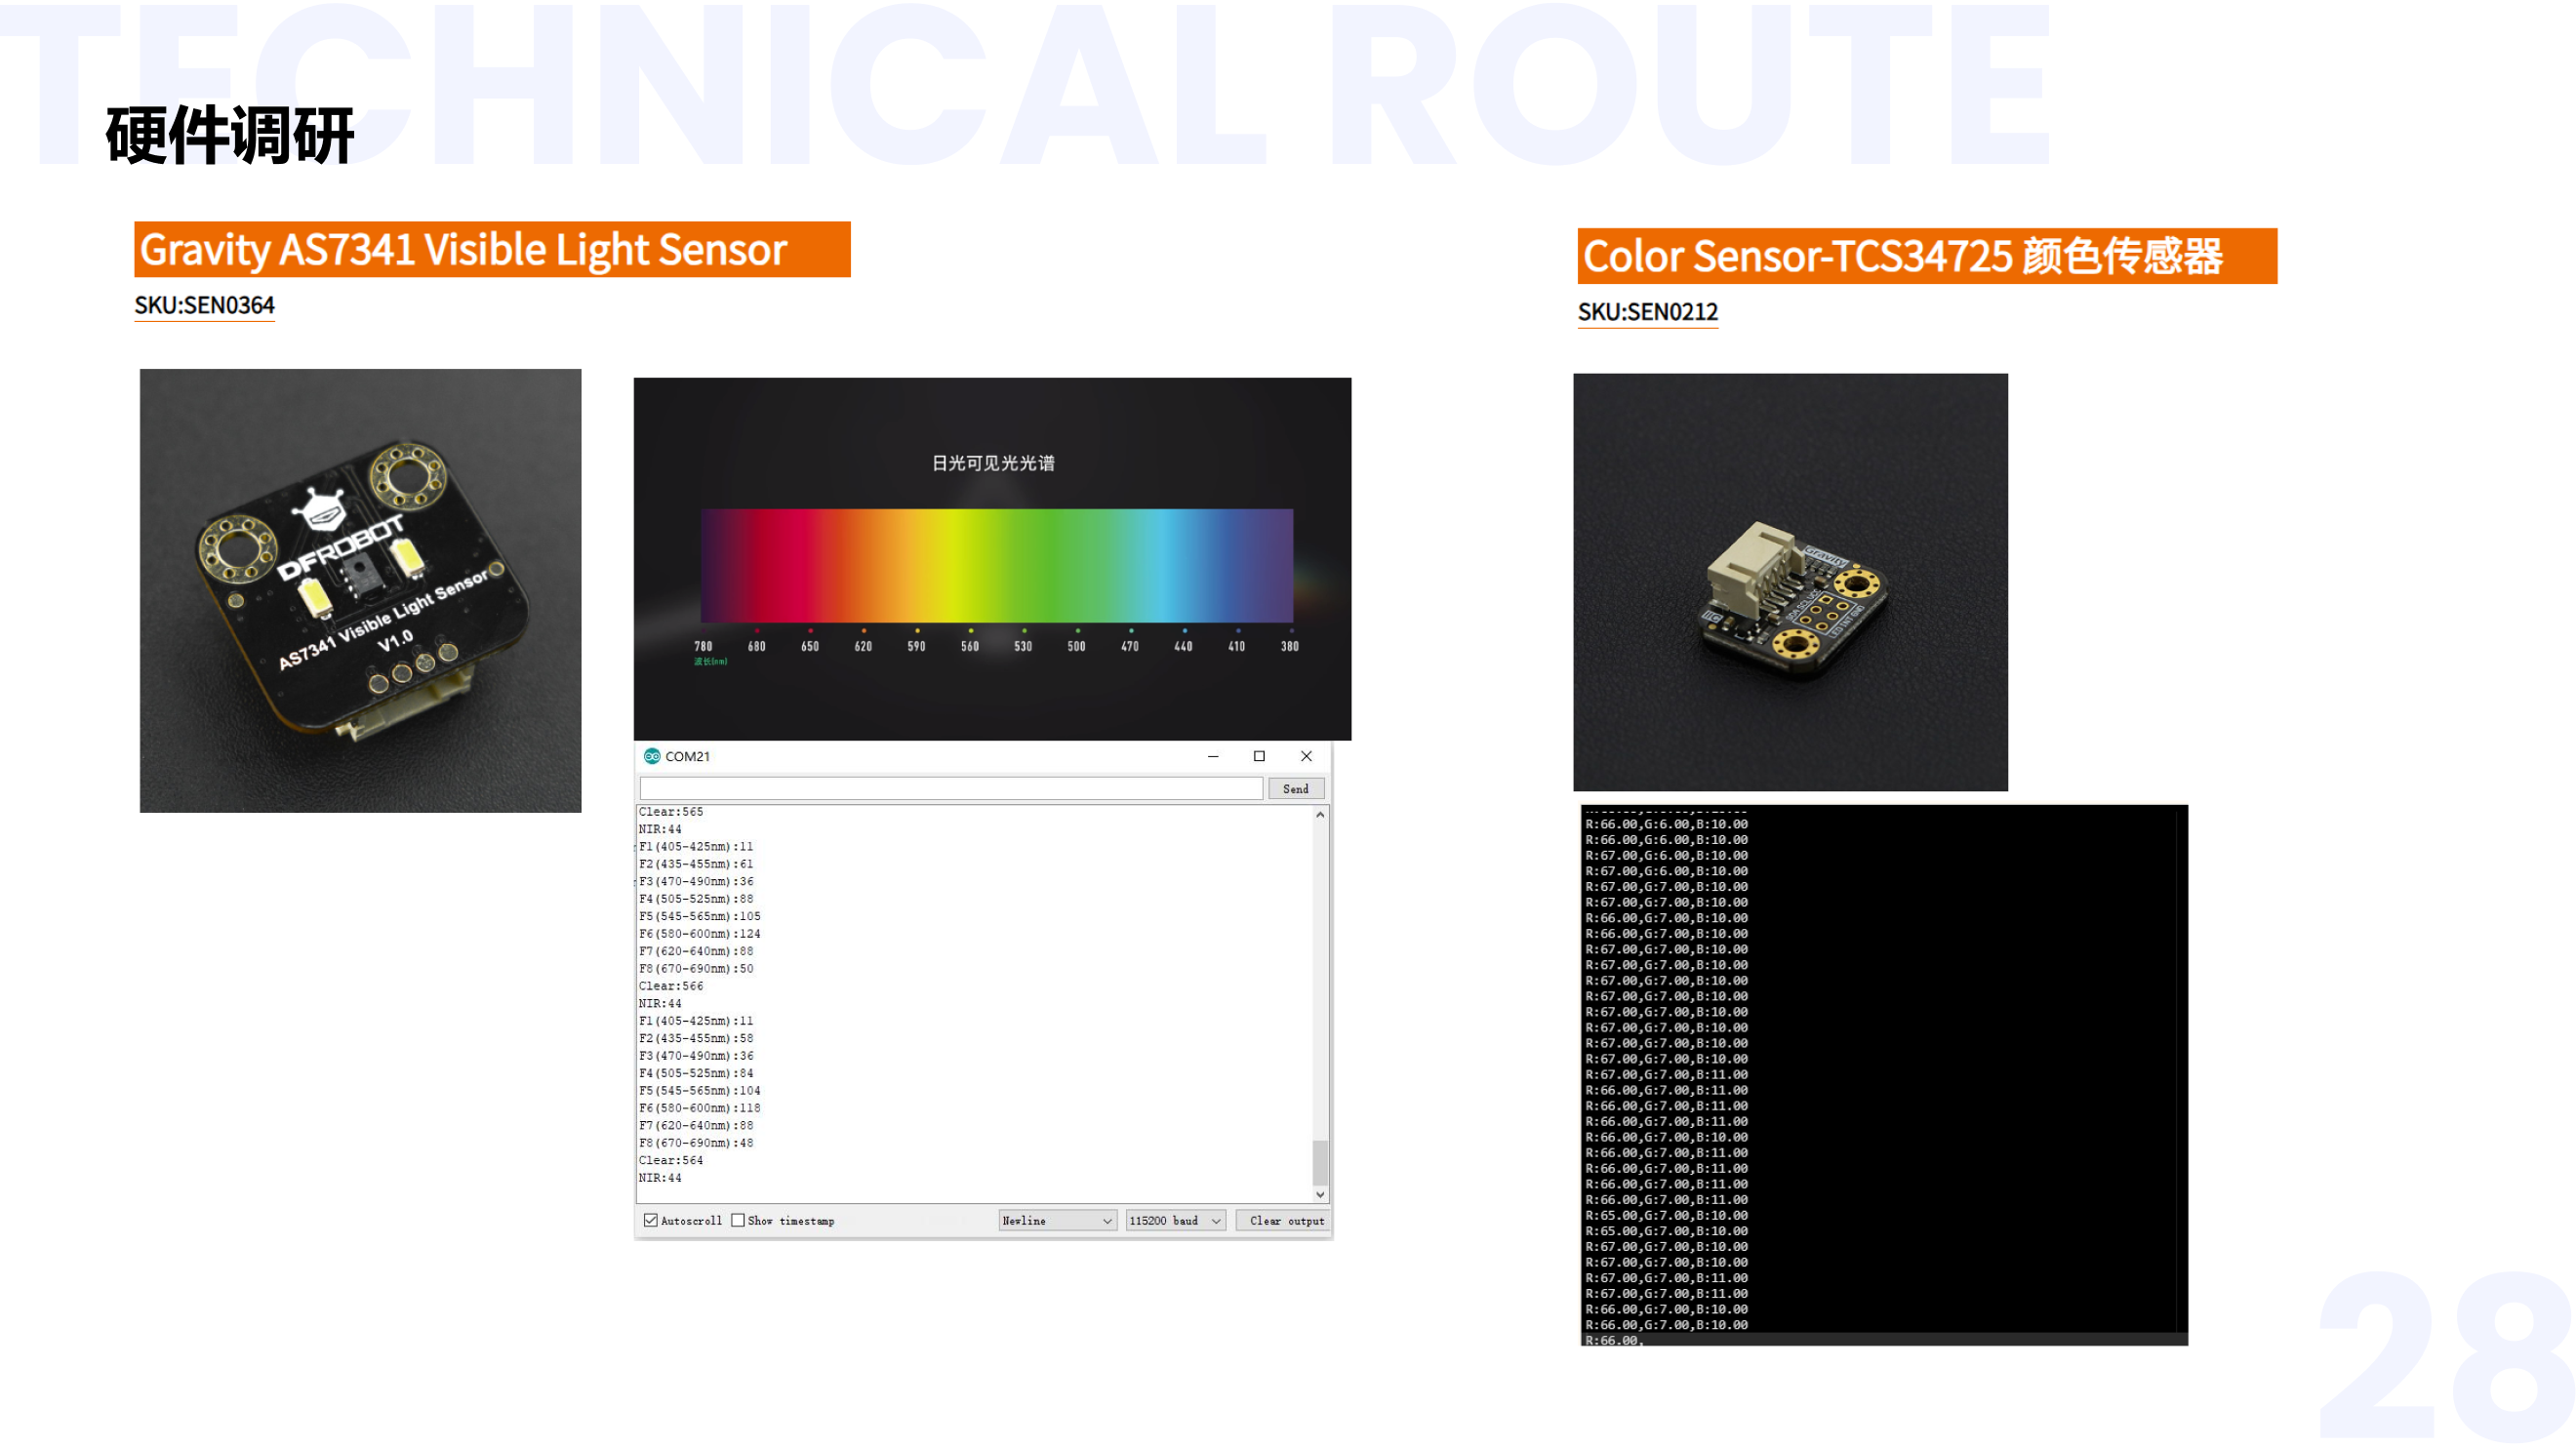 TECHNICAL ROUTE
硬件调研
Gravity AS7341 Visible Light Sensor
SKU:SEN0364
DFROBOT
AS7341 Visible Light Sensor
V1.0
日光可见光光谱
780 680 650 620 590 560 530 500 470 440 410 380
波长(nm)
COM21
Send
Clear:565
NIR:44
F1(405-425nm):11
F2(435-455nm):61
F3(470-490nm):36
F4(505-525nm):88
F5(545-565nm):105
F6(580-600nm):124
F7(620-640nm):88
F8(670-690nm):50
Clear:566
NIR:44
F1(405-425nm):11
F2(435-455nm):58
F3(470-490nm):36
F4(505-525nm):84
F5(545-565nm):104
F6(580-600nm):118
F7(620-640nm):88
F8(670-690nm):48
Clear:564
NIR:44
Autoscroll Show timestamp Newline 115200 baud Clear output
Color Sensor-TCS34725 颜色传感器
SKU:SEN0212
Gravity
IIC
SDA SCL VCC
LED INT GND
R:66.00,G:6.00,B:10.00
R:66.00,G:6.00,B:10.00
R:67.00,G:6.00,B:10.00
R:67.00,G:6.00,B:10.00
R:67.00,G:7.00,B:10.00
R:67.00,G:7.00,B:10.00
R:66.00,G:7.00,B:10.00
R:66.00,G:7.00,B:10.00
R:67.00,G:7.00,B:10.00
R:67.00,G:7.00,B:10.00
R:67.00,G:7.00,B:10.00
R:67.00,G:7.00,B:10.00
R:67.00,G:7.00,B:10.00
R:67.00,G:7.00,B:10.00
R:67.00,G:7.00,B:10.00
R:67.00,G:7.00,B:10.00
R:67.00,G:7.00,B:11.00
R:66.00,G:7.00,B:11.00
R:66.00,G:7.00,B:11.00
R:66.00,G:7.00,B:11.00
R:66.00,G:7.00,B:10.00
R:66.00,G:7.00,B:11.00
R:66.00,G:7.00,B:11.00
R:66.00,G:7.00,B:11.00
R:66.00,G:7.00,B:11.00
R:65.00,G:7.00,B:10.00
R:65.00,G:7.00,B:10.00
R:67.00,G:7.00,B:10.00
R:67.00,G:7.00,B:10.00
R:67.00,G:7.00,B:11.00
R:67.00,G:7.00,B:11.00
R:66.00,G:7.00,B:10.00
R:66.00,G:7.00,B:10.00
R:66.00,
28